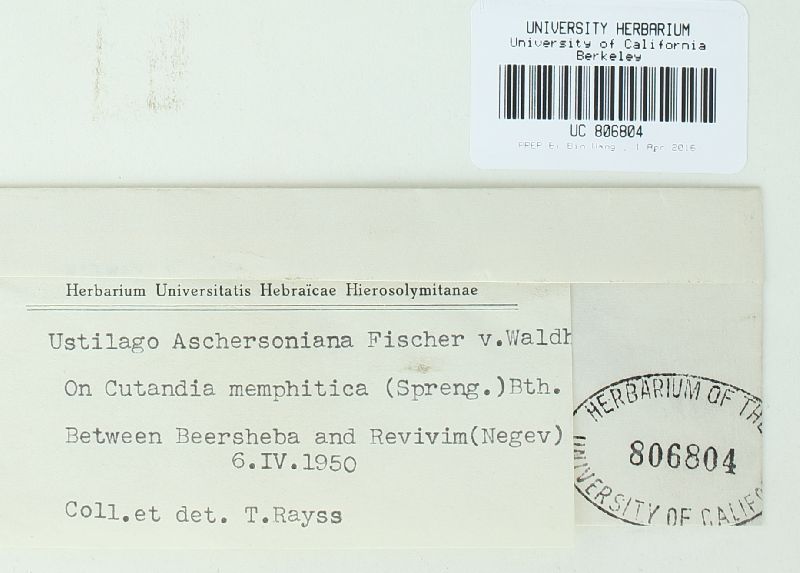 UNIVERSITY HERBARIUM
University of California
Berkeley
UC 806804
Herbarium Universitatis Hebraïcae Hierosolymitanae
Ustilago Aschersoniana Fischer v.Waldh
On Cutandia memphitica (Spreng.)Bth.
Between Beersheba and Revivim(Negev)
6.IV.1950
Coll.et det. T.Rayss
HERBARIUM OF THE
806804
UNIVERSITY OF CALIFO